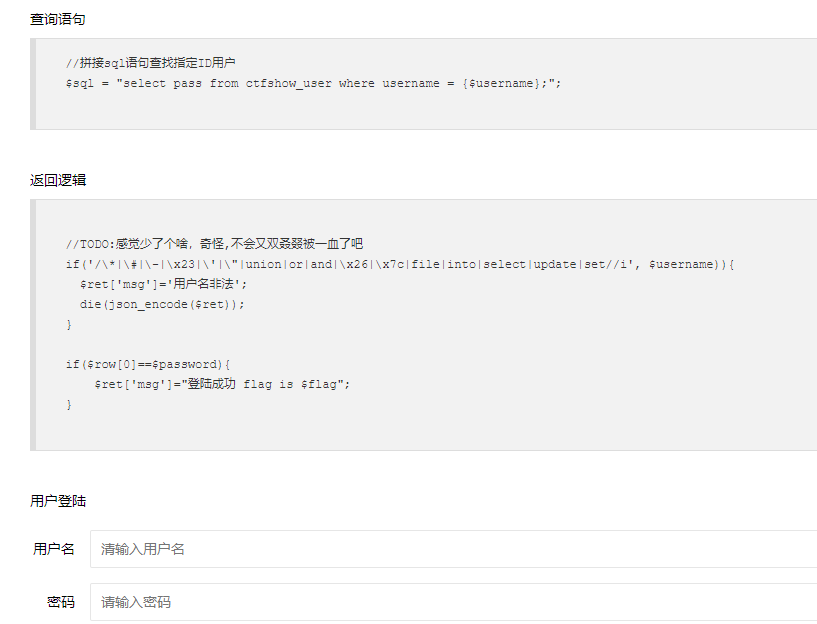 查询语句
//拼接sql语句查找指定ID用户
$sql = "select pass from ctfshow_user where username = {$username};";
返回逻辑
//TODO:感觉少了个啥，奇怪,不会又双叒叕被一血了吧
if('/\*|\#|\-|\x23|\'|\"|union|or|and|\x26|\x7c|file|into|select|update|set//i', $username)){
$ret['msg']='用户名非法';
die(json_encode($ret));
}
if($row[0]==$password){
$ret['msg']="登陆成功 flag is $flag";
}
用户登陆
用户名 请输入用户名
密码 请输入密码